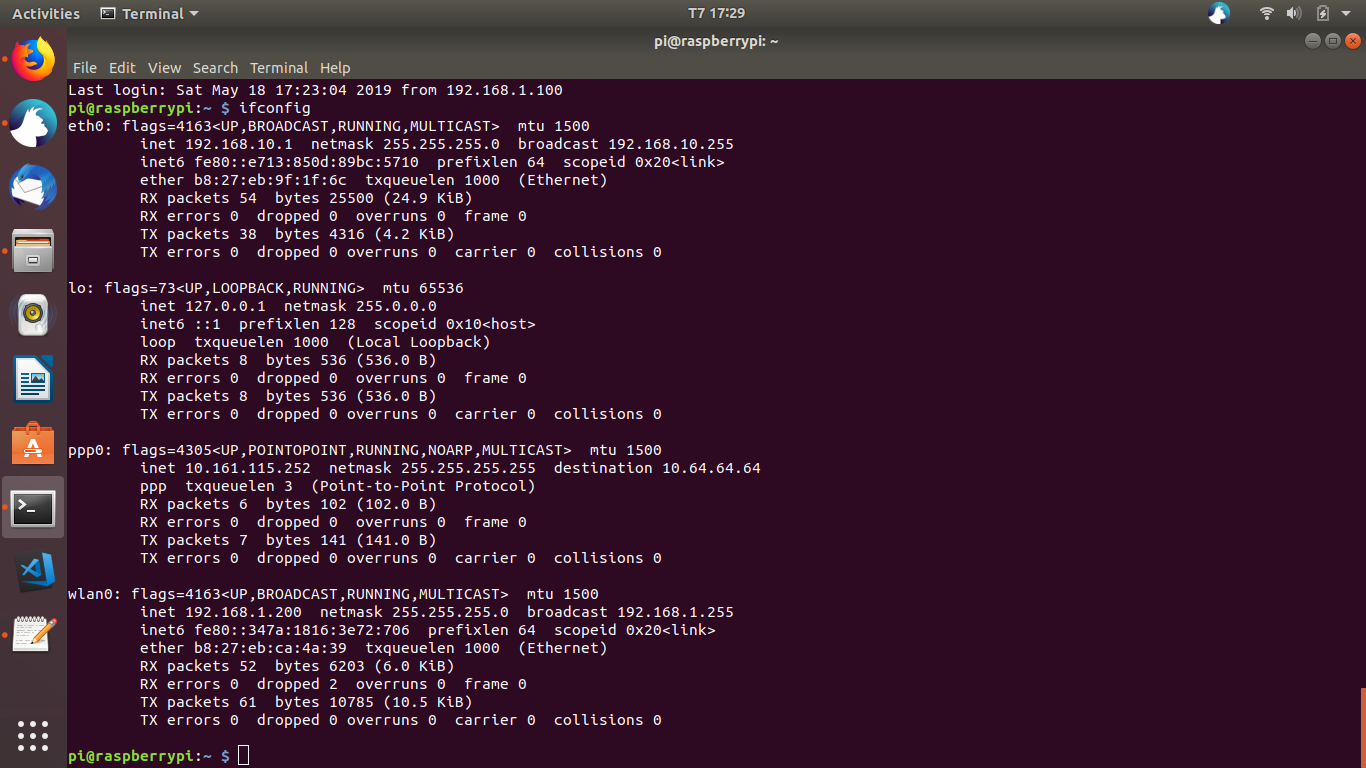 Activities Terminal T7 17:29
pi@raspberrypi: ~
File Edit View Search Terminal Help
Last login: Sat May 18 17:23:04 2019 from 192.168.1.100
pi@raspberrypi:~ $ ifconfig
eth0: flags=4163<UP,BROADCAST,RUNNING,MULTICAST>  mtu 1500
        inet 192.168.10.1  netmask 255.255.255.0  broadcast 192.168.10.255
        inet6 fe80::e713:850d:89bc:5710  prefixlen 64  scopeid 0x20<link>
        ether b8:27:eb:9f:1f:6c  txqueuelen 1000  (Ethernet)
        RX packets 54  bytes 25500 (24.9 KiB)
        RX errors 0  dropped 0  overruns 0  frame 0
        TX packets 38  bytes 4316 (4.2 KiB)
        TX errors 0  dropped 0 overruns 0  carrier 0  collisions 0

lo: flags=73<UP,LOOPBACK,RUNNING>  mtu 65536
        inet 127.0.0.1  netmask 255.0.0.0
        inet6 ::1  prefixlen 128  scopeid 0x10<host>
        loop  txqueuelen 1000  (Local Loopback)
        RX packets 8  bytes 536 (536.0 B)
        RX errors 0  dropped 0  overruns 0  frame 0
        TX packets 8  bytes 536 (536.0 B)
        TX errors 0  dropped 0 overruns 0  carrier 0  collisions 0

ppp0: flags=4305<UP,POINTOPOINT,RUNNING,NOARP,MULTICAST>  mtu 1500
        inet 10.161.115.252  netmask 255.255.255.255  destination 10.64.64.64
        ppp  txqueuelen 3  (Point-to-Point Protocol)
        RX packets 6  bytes 102 (102.0 B)
        RX errors 0  dropped 0  overruns 0  frame 0
        TX packets 7  bytes 141 (141.0 B)
        TX errors 0  dropped 0 overruns 0  carrier 0  collisions 0

wlan0: flags=4163<UP,BROADCAST,RUNNING,MULTICAST>  mtu 1500
        inet 192.168.1.200  netmask 255.255.255.0  broadcast 192.168.1.255
        inet6 fe80::347a:1816:3e72:706  prefixlen 64  scopeid 0x20<link>
        ether b8:27:eb:ca:4a:39  txqueuelen 1000  (Ethernet)
        RX packets 52  bytes 6203 (6.0 KiB)
        RX errors 0  dropped 2  overruns 0  frame 0
        TX packets 61  bytes 10785 (10.5 KiB)
        TX errors 0  dropped 0 overruns 0  carrier 0  collisions 0

pi@raspberrypi:~ $